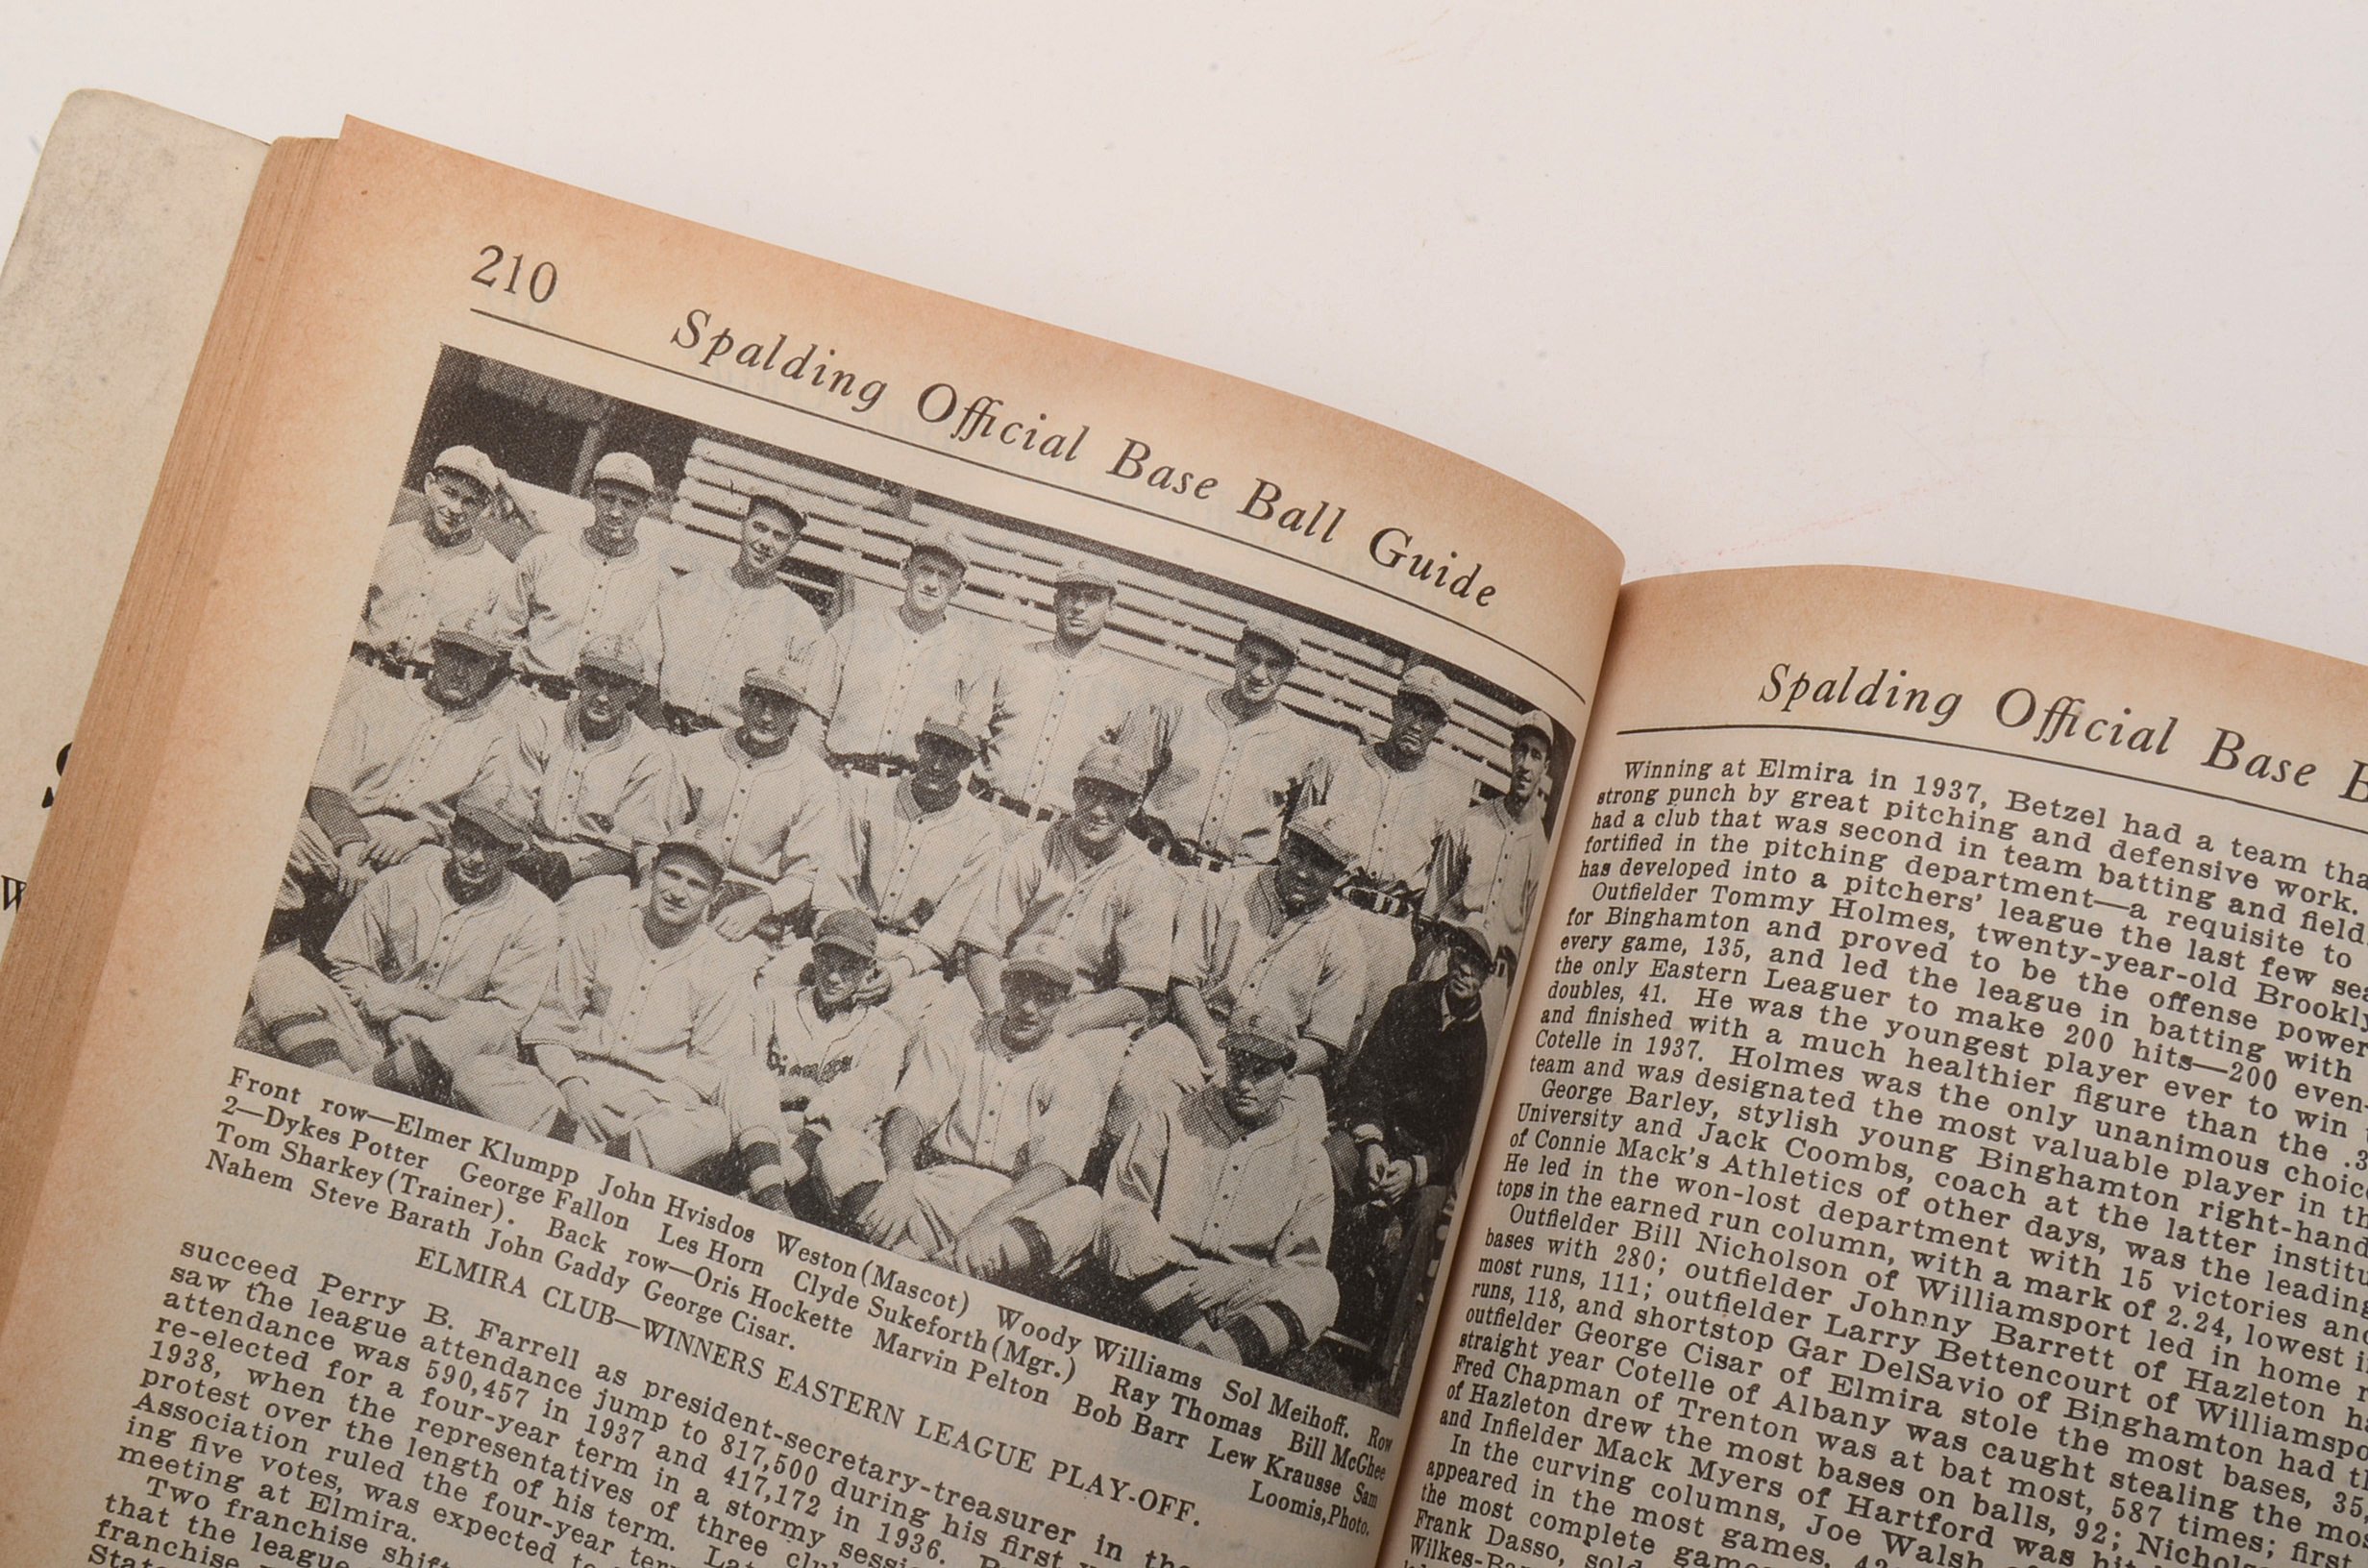 210
Spalding Official Base Ball Guide
Front row—Elmer Klumpp John Hvisdos Weston (Mascot) Woody Williams Sol Meihoff. Row
2—Dykes Potter George Fallon Les Horn Clyde Sukeforth (Mgr.) Ray Thomas Bill McGhee
Tom Sharkey (Trainer). Back row—Oris Hockette Marvin Pelton Bob Barr Lew Krausse Sam
Nahem Steve Barath John Gaddy George Cisar. Loomis, Photo.
ELMIRA CLUB—WINNERS EASTERN LEAGUE PLAY-OFF.
succeed Perry B. Farrell as president-secretary-treasurer in the
saw the league attendance jump to 817,500 during his first
attendance was 590,457 in 1937 and 417,172 in 1936.
re-elected for a four-year term in a stormy
1938, when the representatives of three
protest over the length of his term.
Association ruled the four-year
ing five votes, was expected to
meeting at Elmira.
Two franchise
that the league
franchise
Spalding Official Base
Winning at Elmira in 1937, Betzel had a team
strong punch by great pitching and defensive work.
had a club that was second in team batting and
fortified in the pitching department—a requisite to
has developed into a pitchers' league the last few
Outfielder Tommy Holmes, twenty-year-old
for Binghamton and proved to be the offense
every game, 135, and led the league in batting with
the only Eastern Leaguer to make 200 hits—200
doubles, 41. He was the youngest player ever to win
and finished with a much healthier figure than the
Cotelle in 1937. Holmes was the only unanimous
team and was designated the most valuable player in
George Barley, stylish young Binghamton
University and Jack Coombs, coach at the latter
of Connie Mack's Athletics of other days, was the leading
He led in the won-lost department with 15 victories
tops in the earned run column, with a mark of 2.24, lowest
Outfielder Bill Nicholson of Williamsport led in home
bases with 280; outfielder Johnny Barrett of Hazleton
most runs, 111; outfielder Larry Bettencourt of
runs, 118, and shortstop Gar DelSavio of Binghamton had
outfielder George Cisar of Elmira stole the most bases, 35,
straight year Cotelle of Albany was caught stealing the
Fred Chapman of Trenton was at bat most, 587 times;
of Hazleton drew the most bases on balls, 92;
and Infielder Mack Myers of Hartford was
In the curving columns, Joe Walsh
appeared in the most games,
the most complete
Frank Dasso, sold